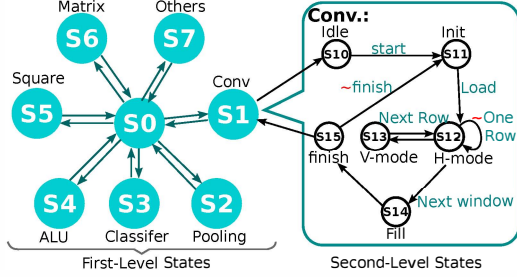 Matrix
Others
S6
S7
Square
Conv
S5
S0
S1
S4
S3
S2
ALU
Classifer
Pooling
First-Level States
Conv.:
Idle
Init
S10
start
S11
~finish
Load
Next Row
~One
Row
S15
S13
S12
finish
V-mode
H-mode
Next window
S14
Fill
Second-Level States